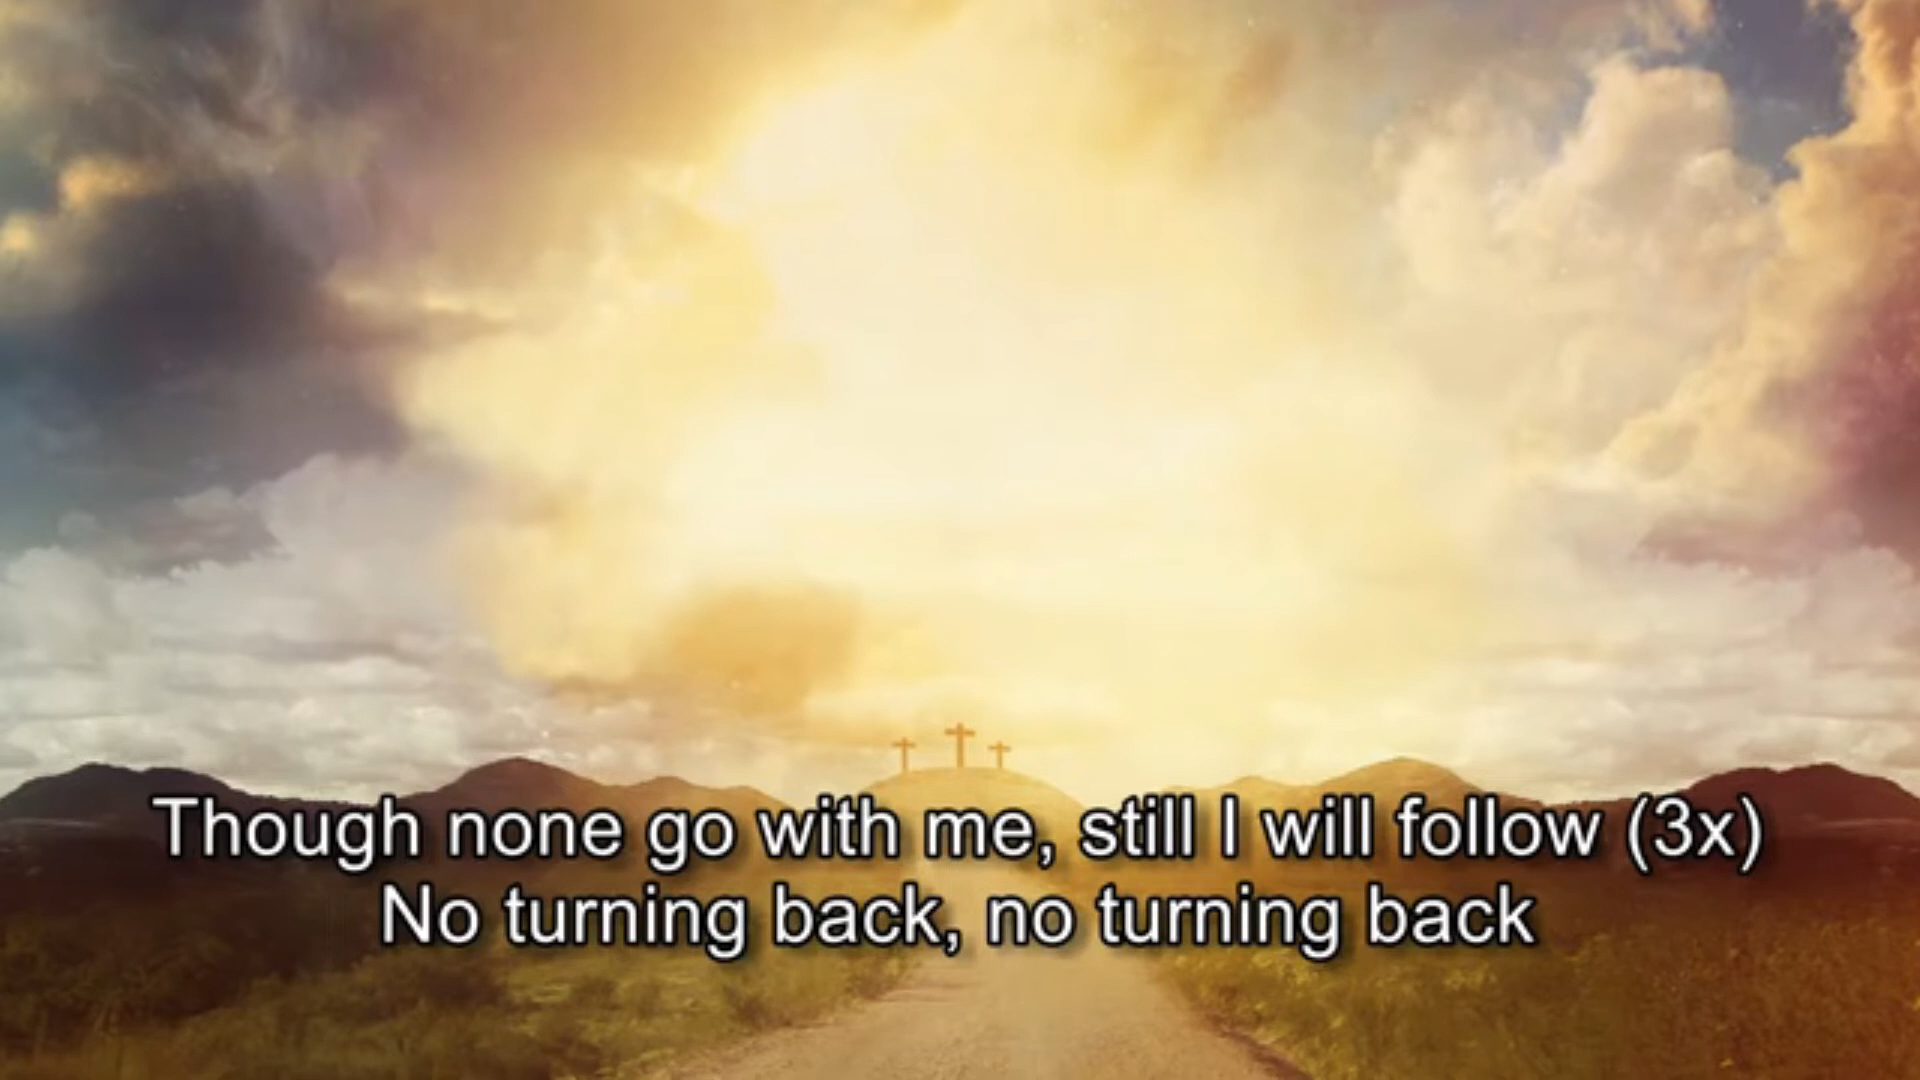 Though none go with me, still I will follow (3x)
No turning back, no turning back